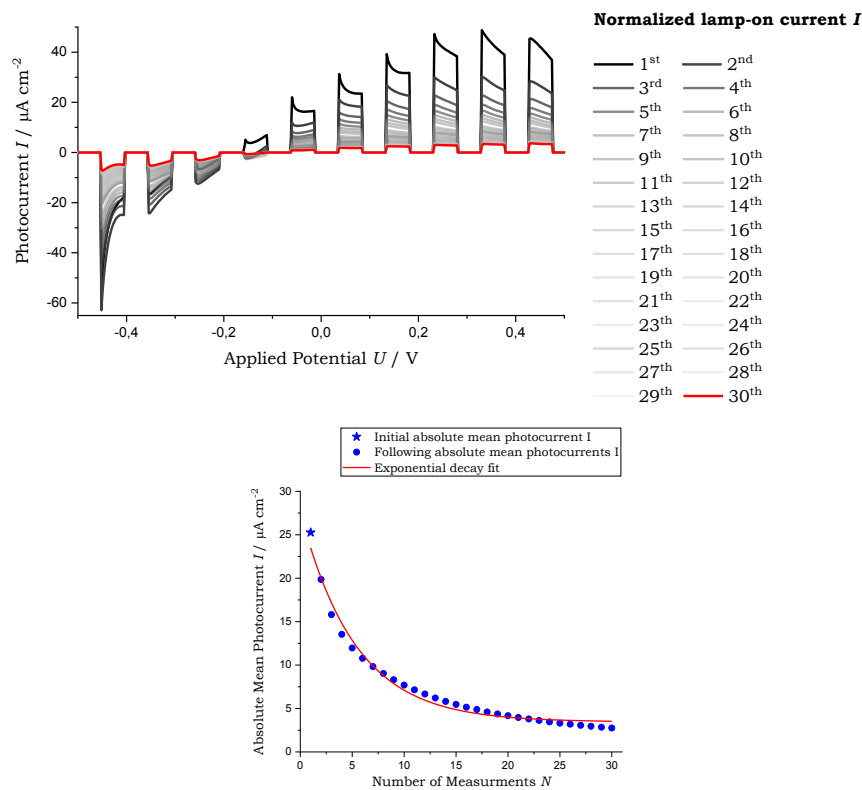 Normalized lamp-on current I
1st 2nd
3rd 4th
5th 6th
7th 8th
9th 10th
11th 12th
13th 14th
15th 16th
17th 18th
19th 20th
21th 22th
23th 24th
25th 26th
27th 28th
29th 30th
Photocurrent I / µA cm-2
40
20
0
-20
-40
-60
-0,4 -0,2 0,0 0,2 0,4
Applied Potential U / V
Initial absolute mean photocurrent I
Following absolute mean photocurrents I
Exponential decay fit
Absolute Mean Photocurrent I / µA cm-2
30
25
20
15
10
5
0
0 5 10 15 20 25 30
Number of Measurments N